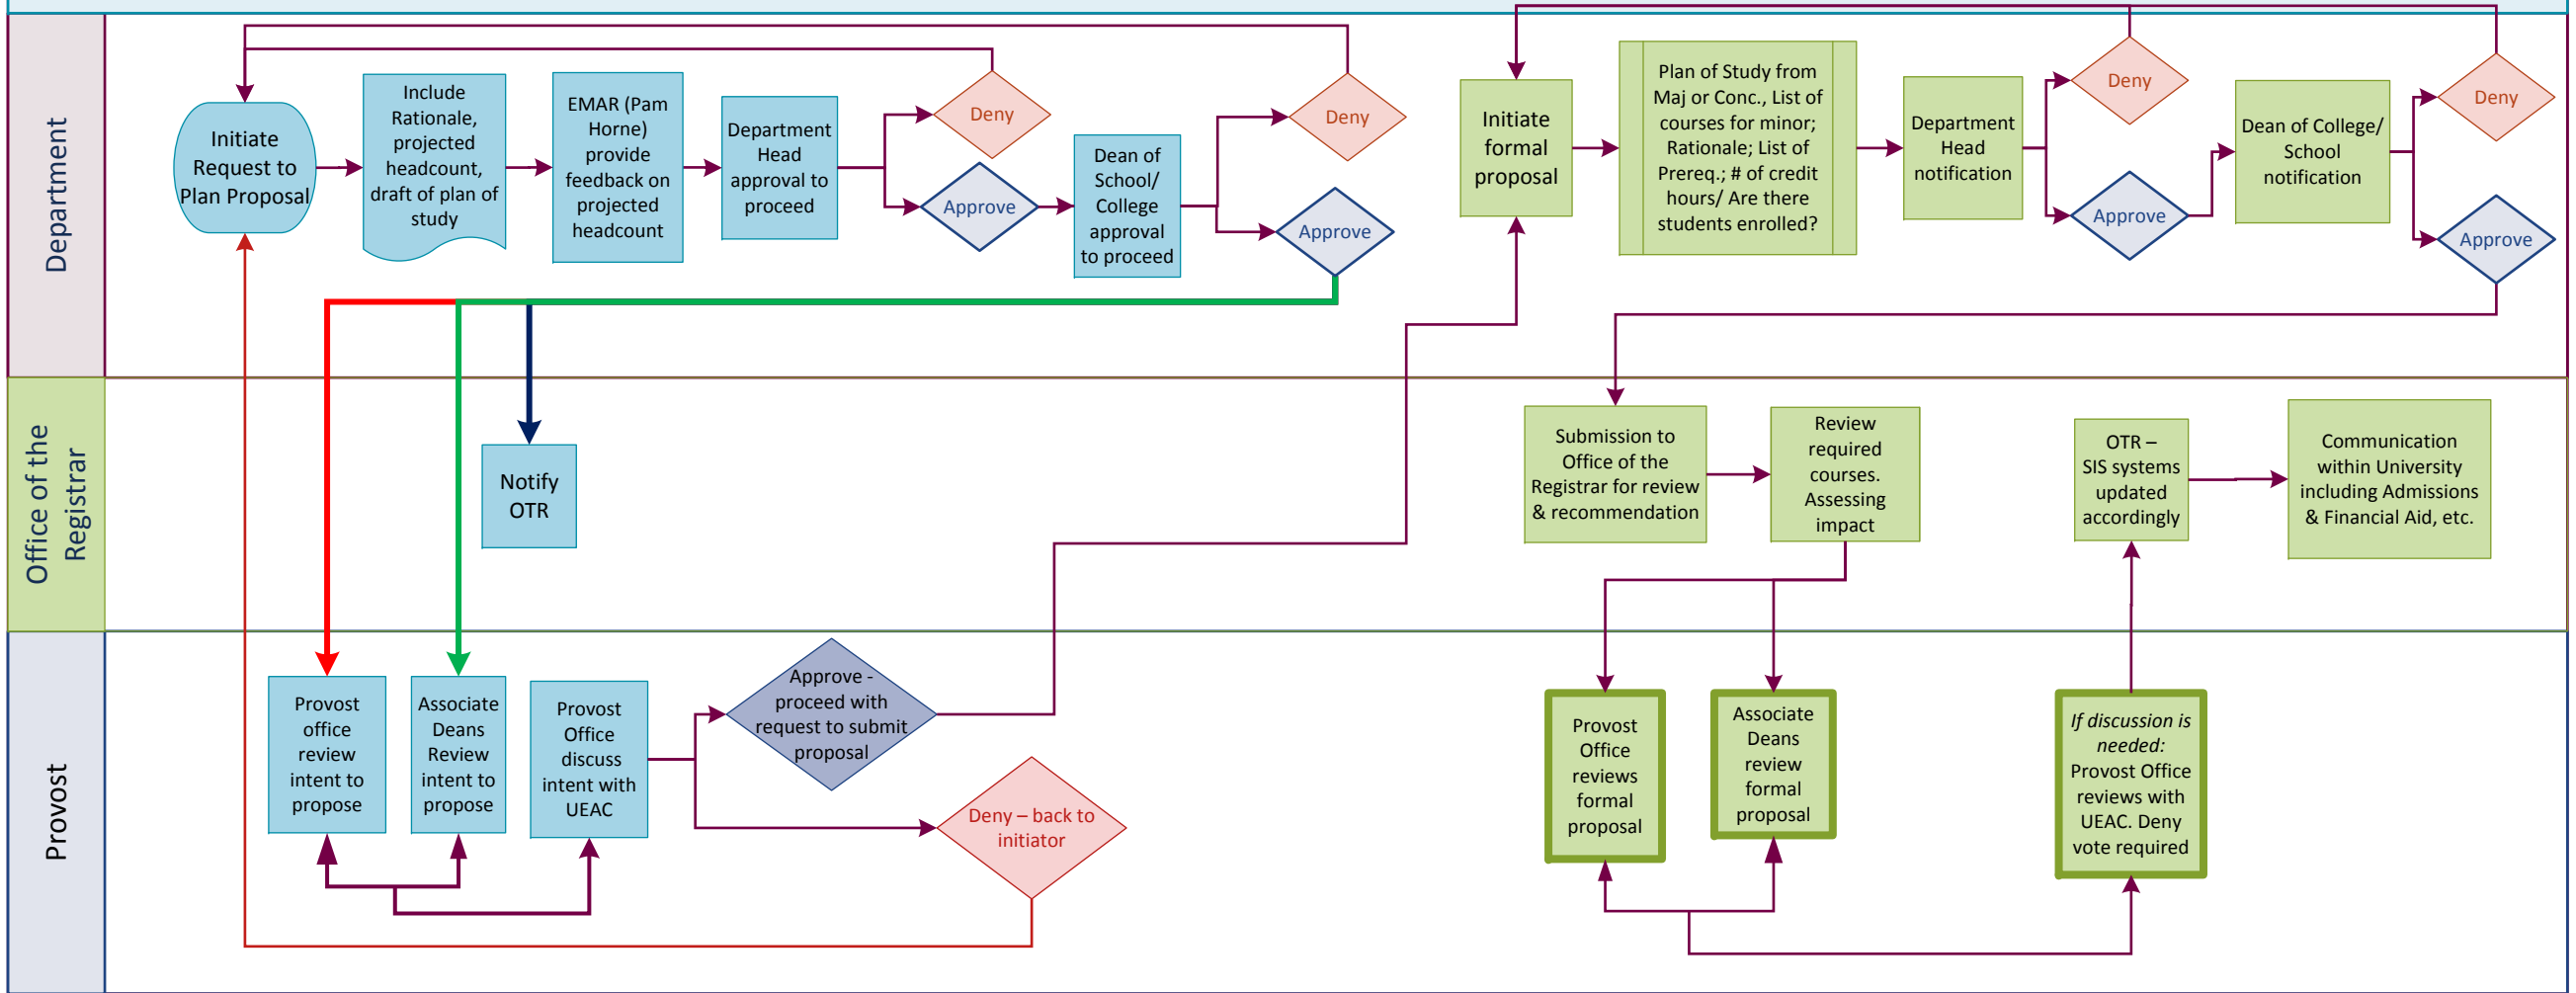 Department
Initiate
Request to
Plan Proposal
Include
Rationale,
projected
headcount,
draft of plan of
study
EMAR (Pam
Horne)
provide
feedback on
projected
headcount
Department
Head
approval to
proceed
Deny
Approve
Dean of
School/
College
approval
to proceed
Deny
Approve
Initiate
formal
proposal
Plan of Study from
Maj or Conc., List of
courses for minor;
Rationale; List of
Prereq.; # of credit
hours/ Are there
students enrolled?
Department
Head
notification
Deny
Approve
Dean of College/
School
notification
Deny
Approve
Office of the
Registrar
Notify
OTR
Submission to
Office of the
Registrar for review
& recommendation
Review
required
courses.
Assessing
impact
OTR –
SIS systems
updated
accordingly
Communication
within University
including Admissions
& Financial Aid, etc.
Provost
Provost
office
review
intent to
propose
Associate
Deans
Review
intent to
propose
Provost
Office
discuss
intent with
UEAC
Approve -
proceed with
request to submit
proposal
Deny – back to
initiator
Provost
Office
reviews
formal
proposal
Associate
Deans
review
formal
proposal
If discussion is
needed:
Provost Office
reviews with
UEAC. Deny
vote required